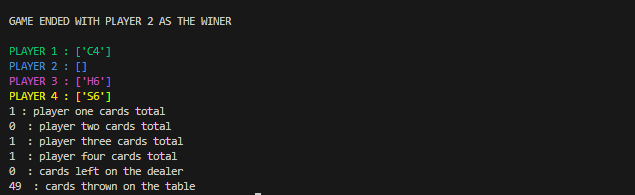 GAME ENDED WITH PLAYER 2 AS THE WINER
PLAYER 1 : ['C4']
PLAYER 2 : []
PLAYER 3 : ['H6']
PLAYER 4 : ['S6']
1 : player one cards total
0  : player two cards total
1  : player three cards total
1  : player four cards total
0  : cards left on the dealer
49  : cards thrown on the table